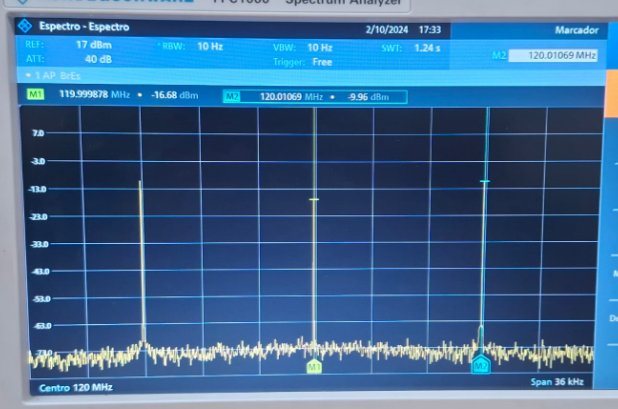 Spectrum Analyzer
Espectro - Espectro 2/10/2024 17:33 Marcador
REF: 17 dBm RBW: 10 Hz VBW: 10 Hz SWT: 1.24 s M2 120.01069 MHz
ATT: 40 dB Trigger: Free
1 AP BrEs
M1 119.999878 MHz • -16.68 dBm M2 120.01069 MHz • -9.96 dBm
7.0
-3.0
-13.0
-23.0
-33.0
-43.0
-53.0
-63.0
M1 M2
Centro 120 MHz Span 36 kHz